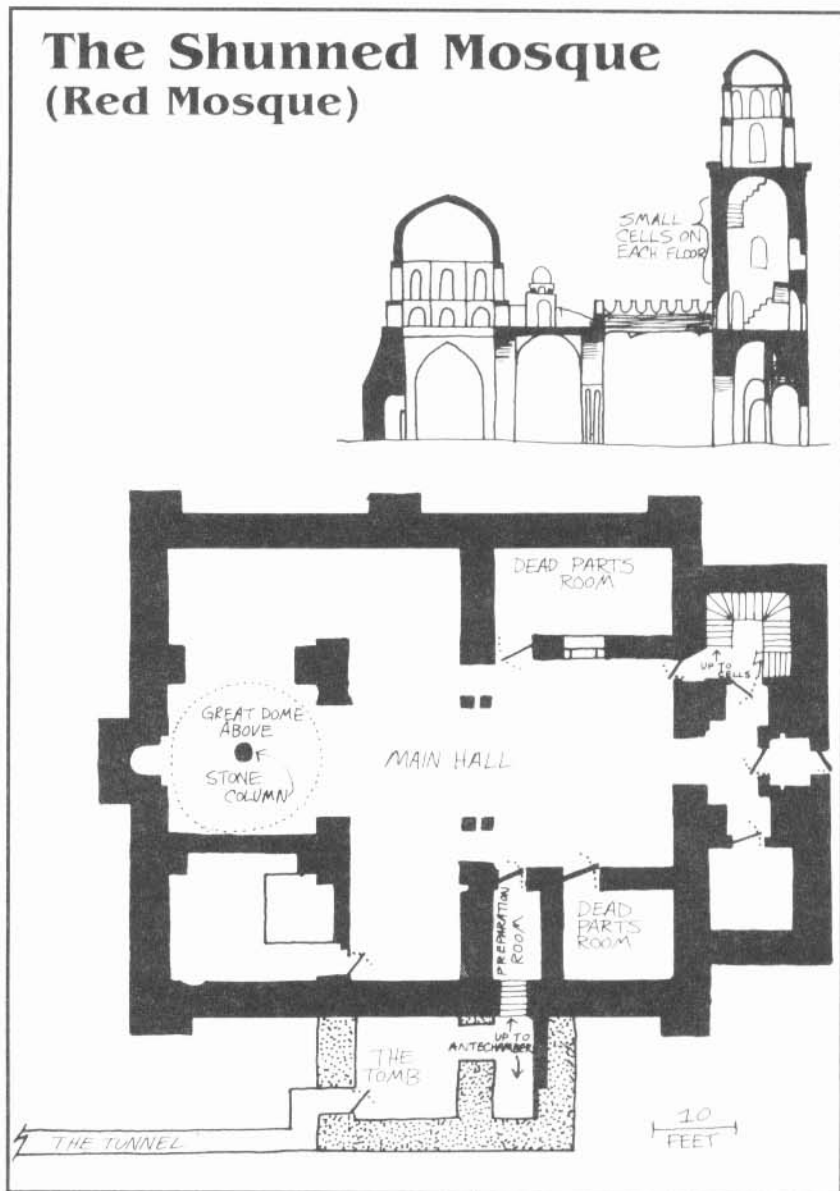 The Shunned Mosque
(Red Mosque)
SMALL
CELLS ON
EACH FLOOR
DEAD PARTS
ROOM
UP TO
CELLS
GREAT DOME
ABOVE
F
STONE
COLUMN
MAIN HALL
PREPARATION
ROOM
DEAD
PARTS
ROOM
UP TO
ANTECHAMBER
THE
TOMB
THE TUNNEL
10
FEET